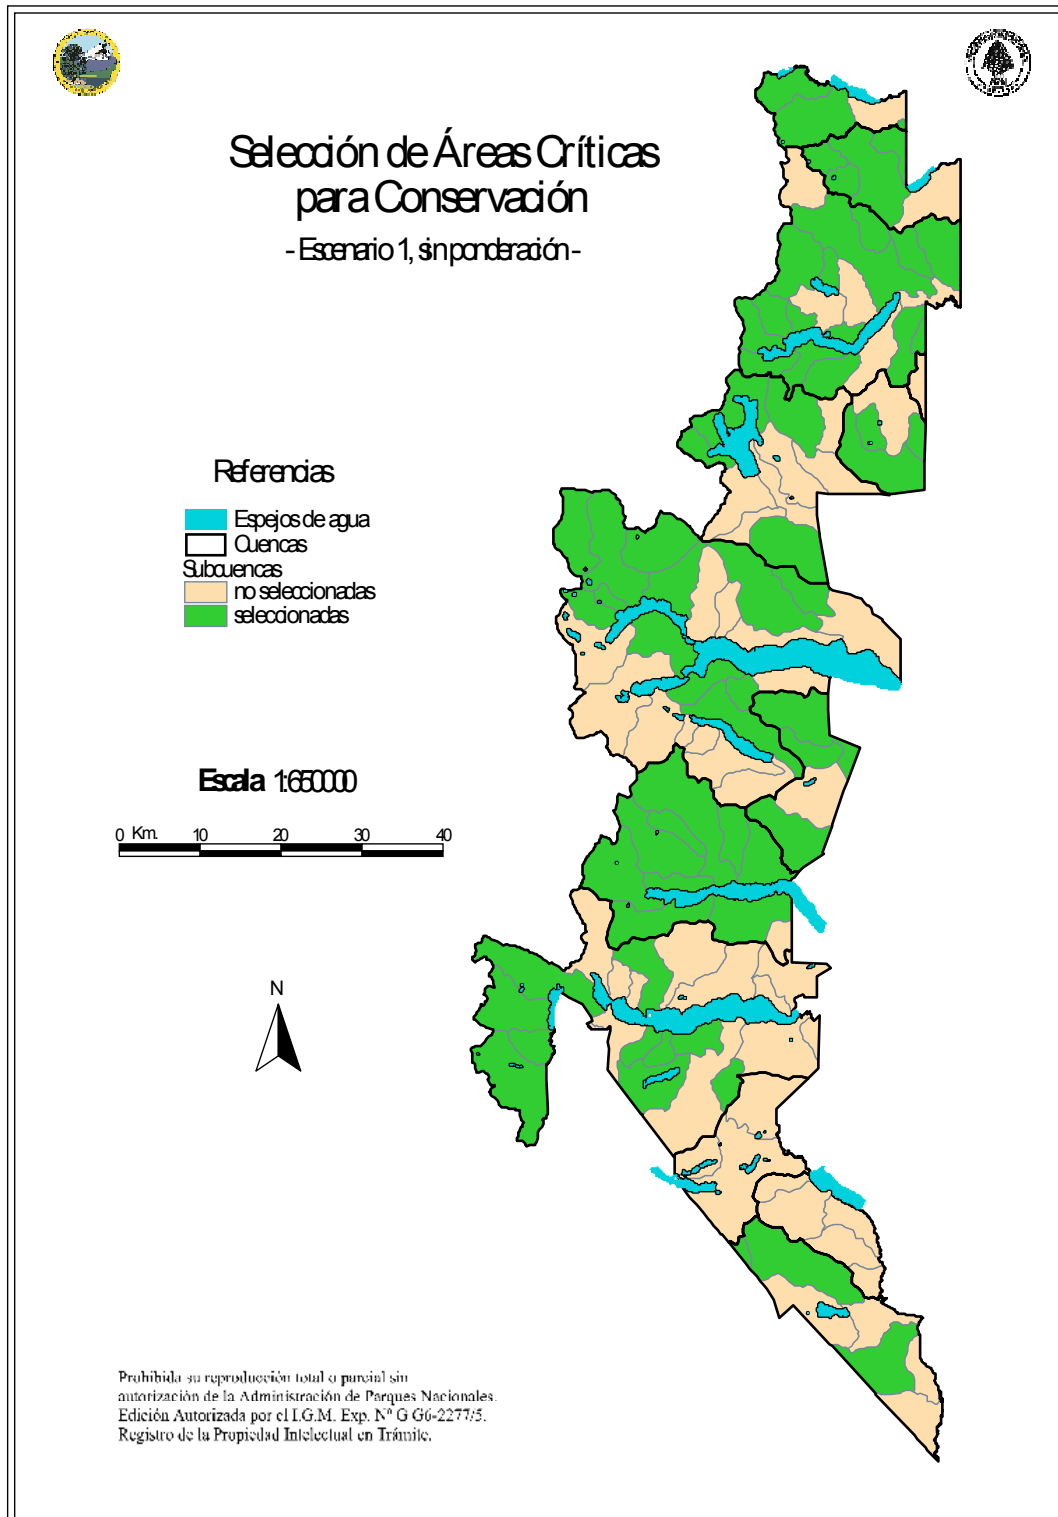 Selección de Áreas Críticas
para Conservación
- Escenario 1, sin ponderación -
Referencias
Espejos de agua
Cuencas
Subcuencas
no seleccionadas
seleccionadas
Escala 1:650000
0 Km. 10 20 30 40
N
Prohibida su reproducción total o parcial sin
autorización de la Administración de Parques Nacionales.
Edición Autorizada por el I.G.M. Exp. Nº G G6-2277/5.
Registro de la Propiedad Intelectual en Trámite.